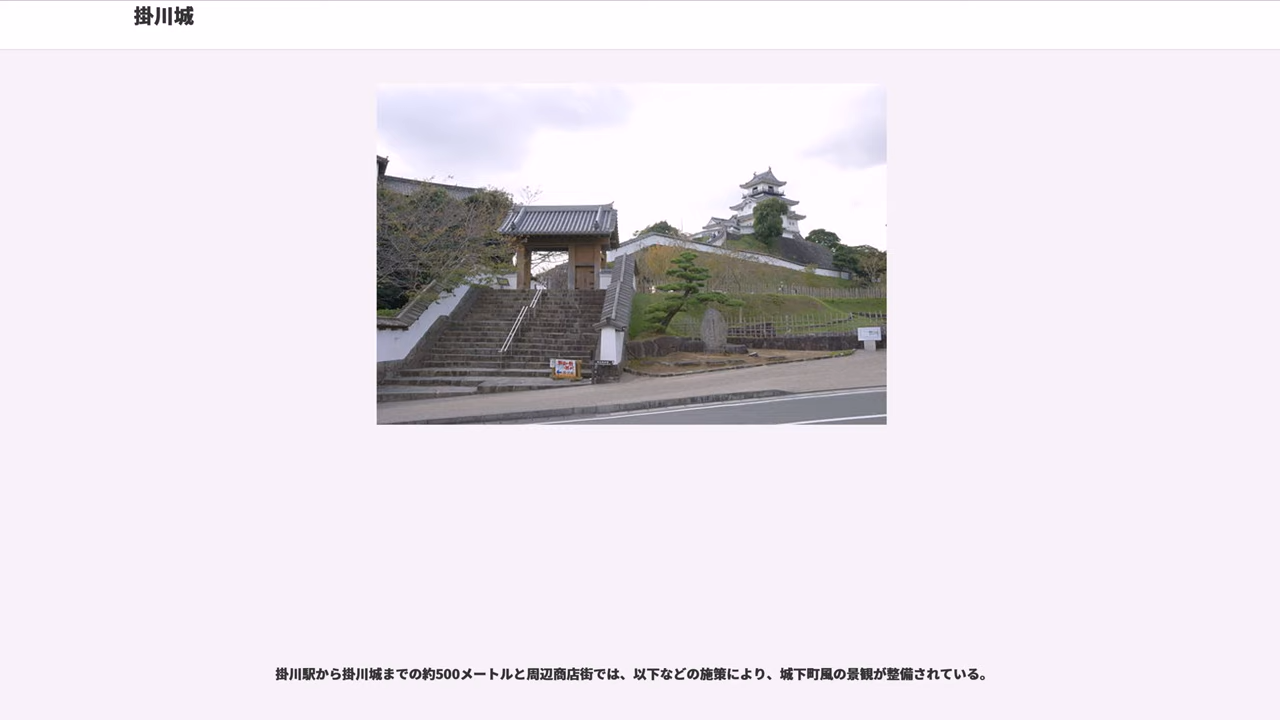 掛川城
掛川駅から掛川城までの約500メートルと周辺商店街では、以下などの施策により、城下町風の景観が整備されている。